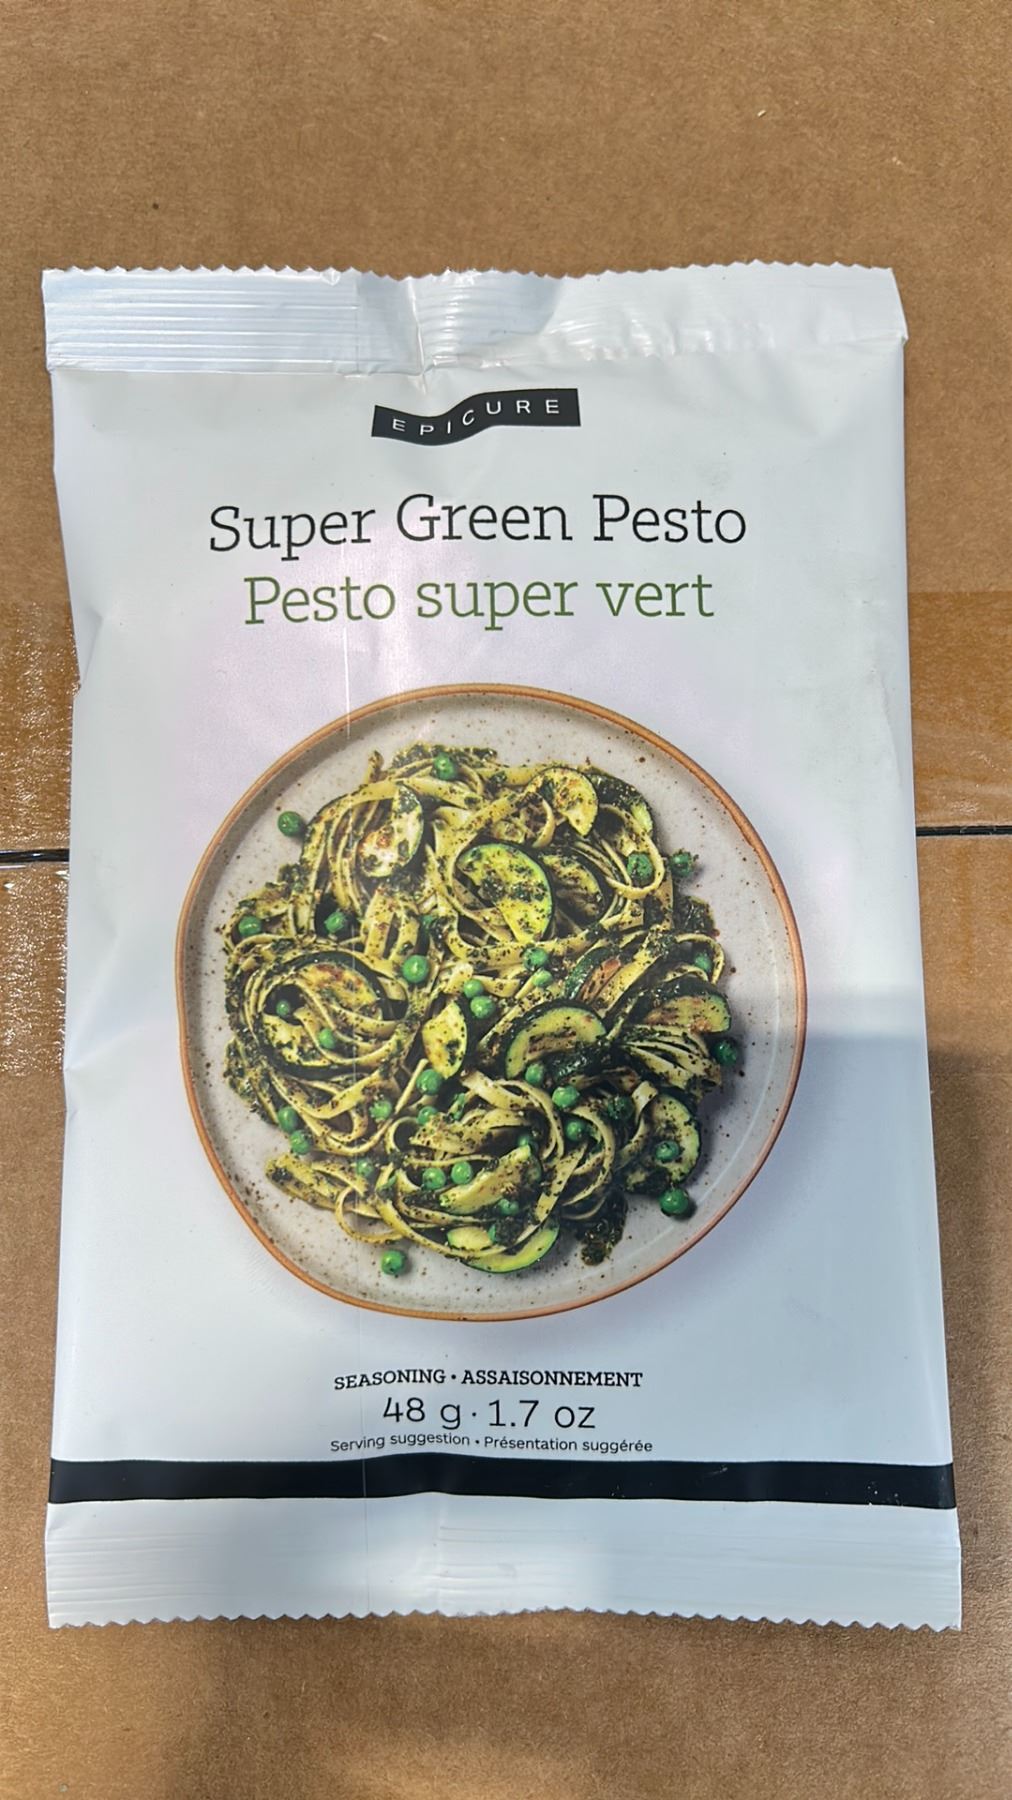 EPICURE
Super Green Pesto
Pesto super vert
SEASONING • ASSAISONNEMENT
48 g · 1.7 oz
Serving suggestion • Présentation suggérée